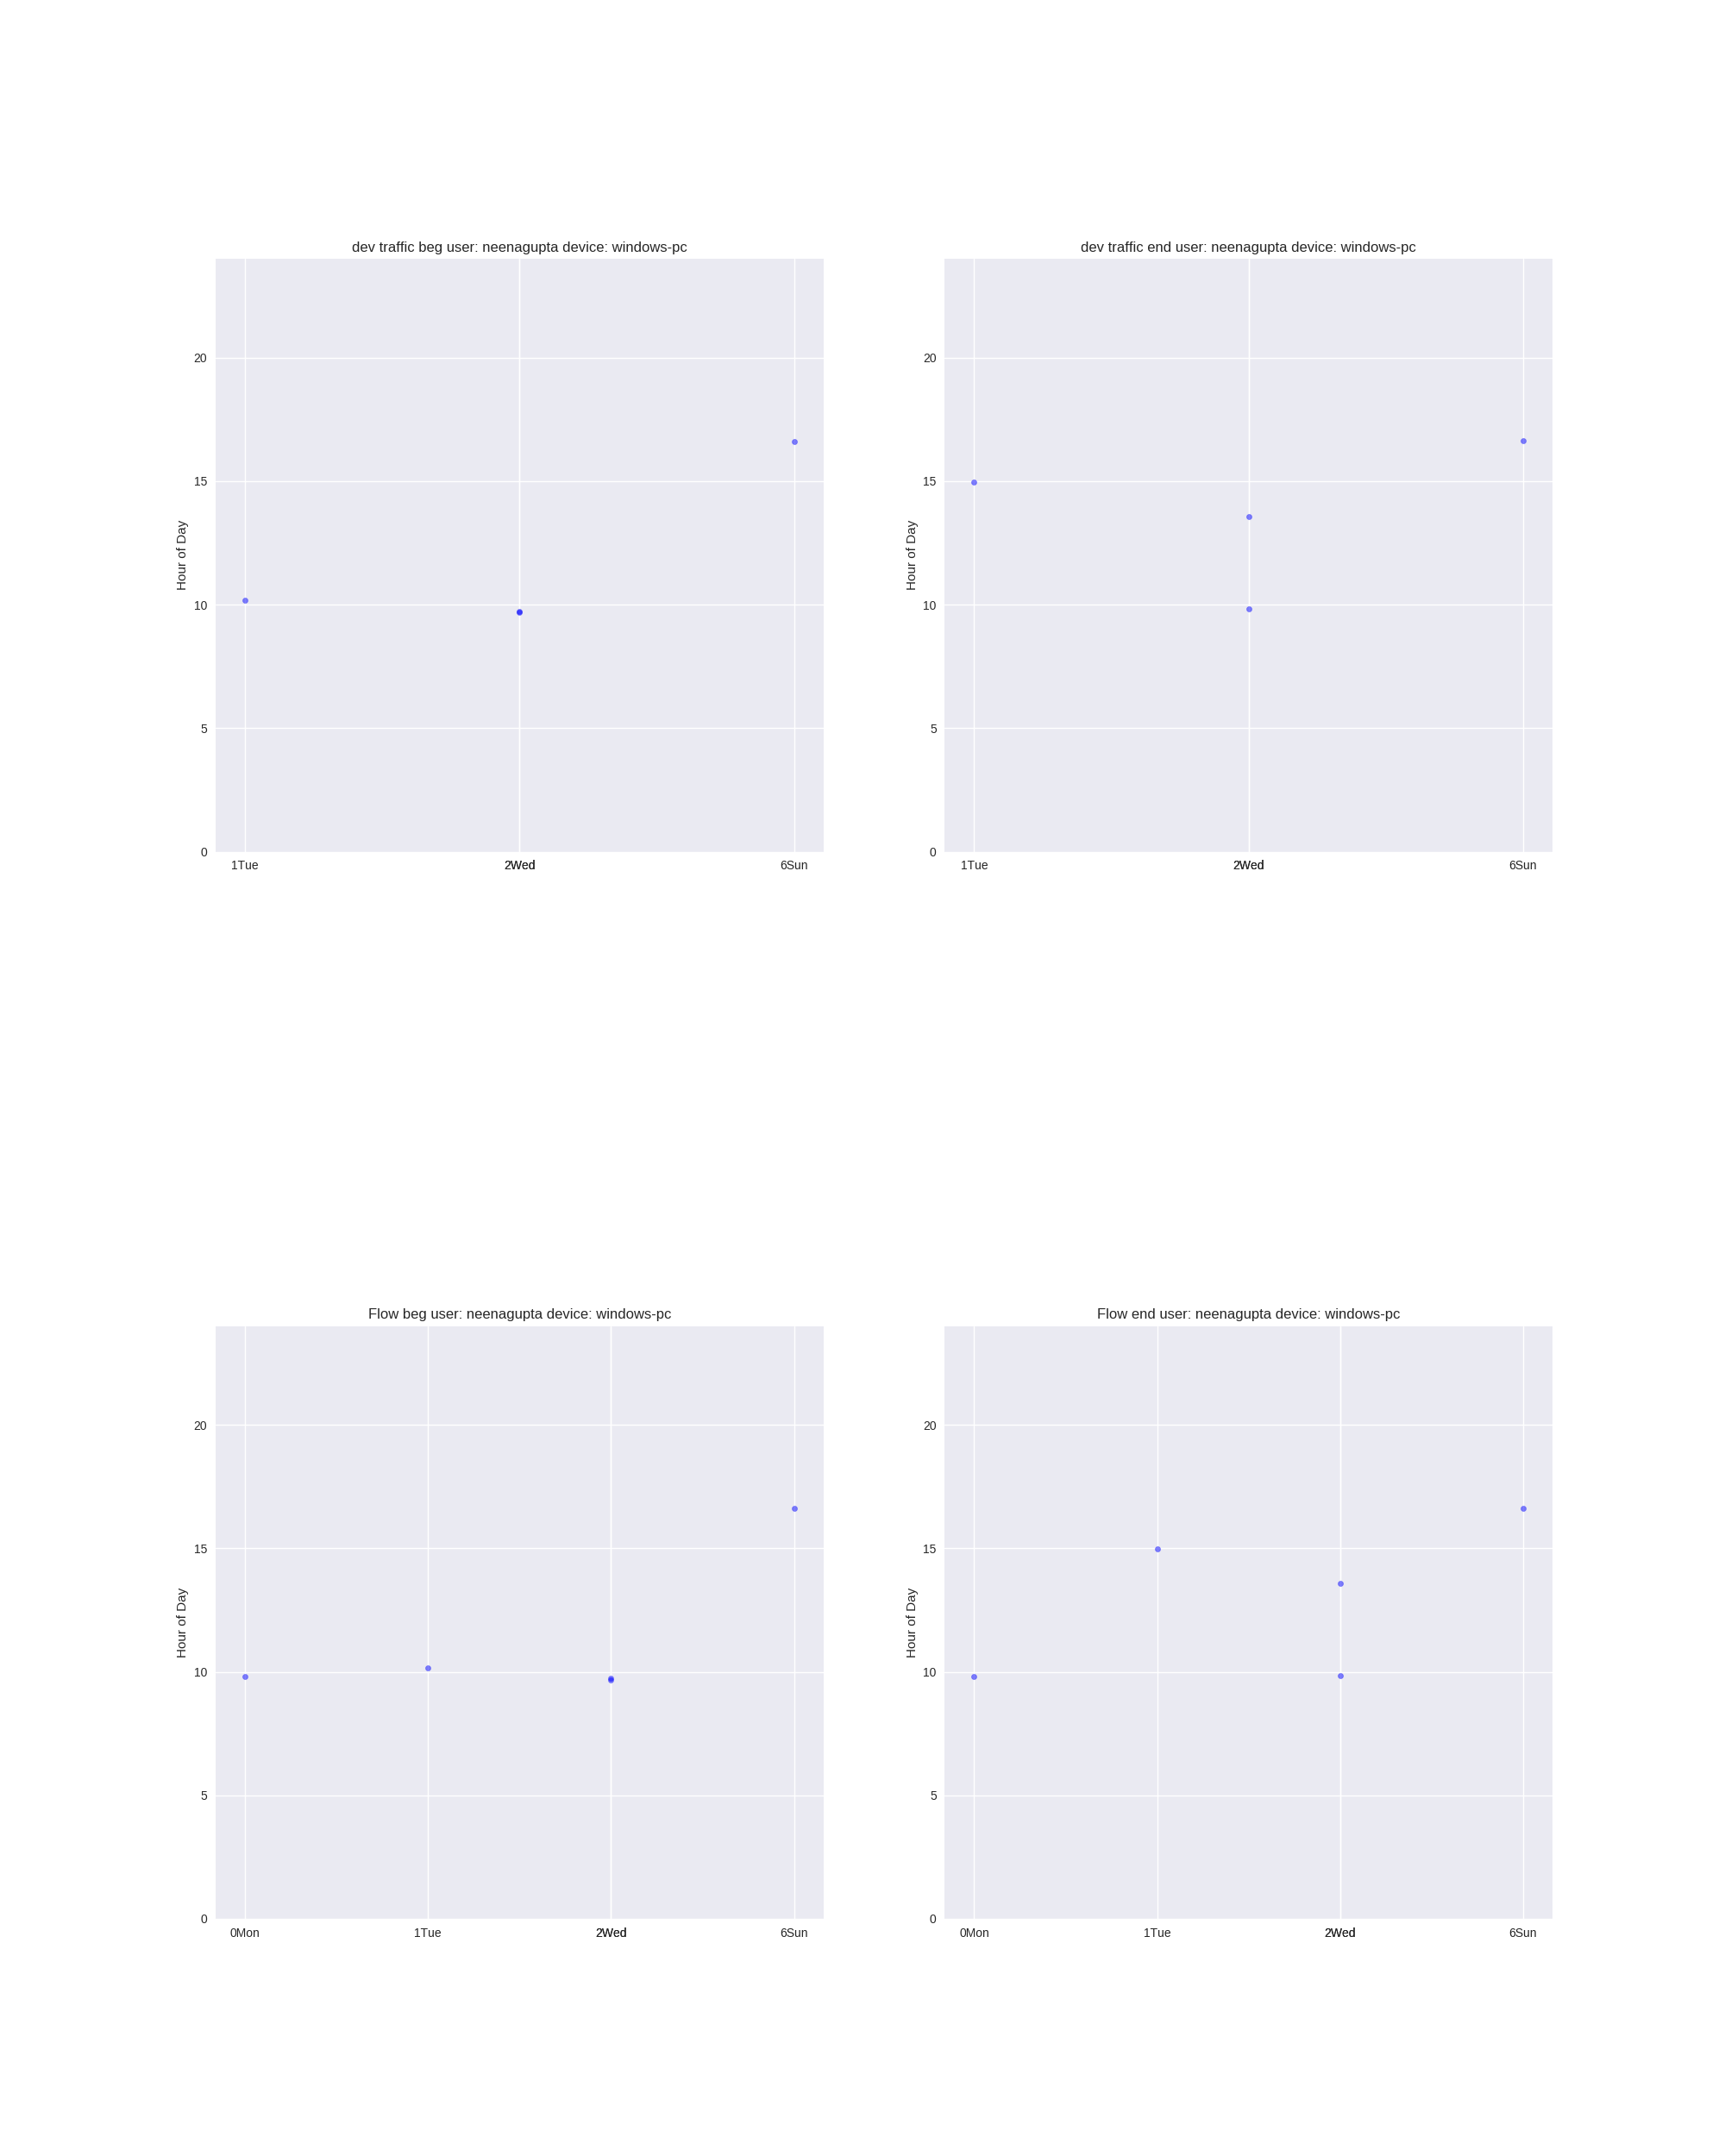 dev traffic beg user: neenagupta device: windows-pc
20
15
10
5
0
Hour of Day
1Tue
2Wed
6Sun
dev traffic end user: neenagupta device: windows-pc
20
15
10
5
0
Hour of Day
1Tue
2Wed
6Sun
Flow beg user: neenagupta device: windows-pc
20
15
10
5
0
Hour of Day
0Mon
1Tue
2Wed
6Sun
Flow end user: neenagupta device: windows-pc
20
15
10
5
0
Hour of Day
0Mon
1Tue
2Wed
6Sun